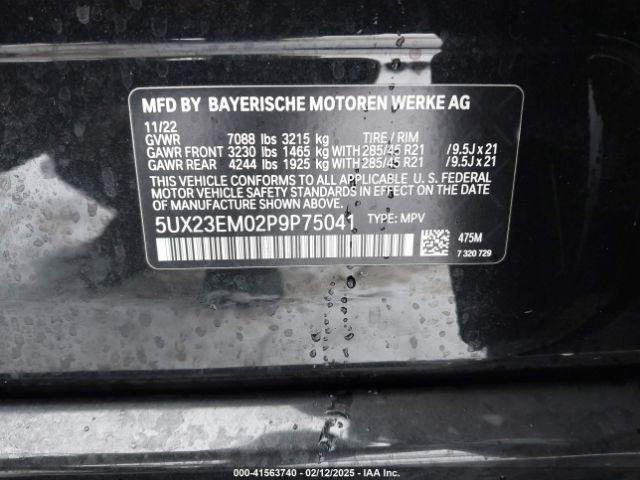 MFD BY BAYERISCHE MOTOREN WERKE AG
11/22
GVWR 7088 lbs 3215 kg TIRE / RIM
GAWR FRONT 3230 lbs 1465 kg WITH 285/45 R21 /9.5J x 21
GAWR REAR 4244 lbs 1925 kg WITH 285/45 R21 /9.5J x 21
THIS VEHICLE CONFORMS TO ALL APPLICABLE U. S. FEDERAL
MOTOR VEHICLE SAFETY STANDARDS IN EFFECT ON THE DATE
OF MANUFACTURE SHOWN ABOVE.
5UX23EM02P9P75041 TYPE: MPV
475M
7 320 729
000-41563740 - 02/12/2025 - IAA Inc.